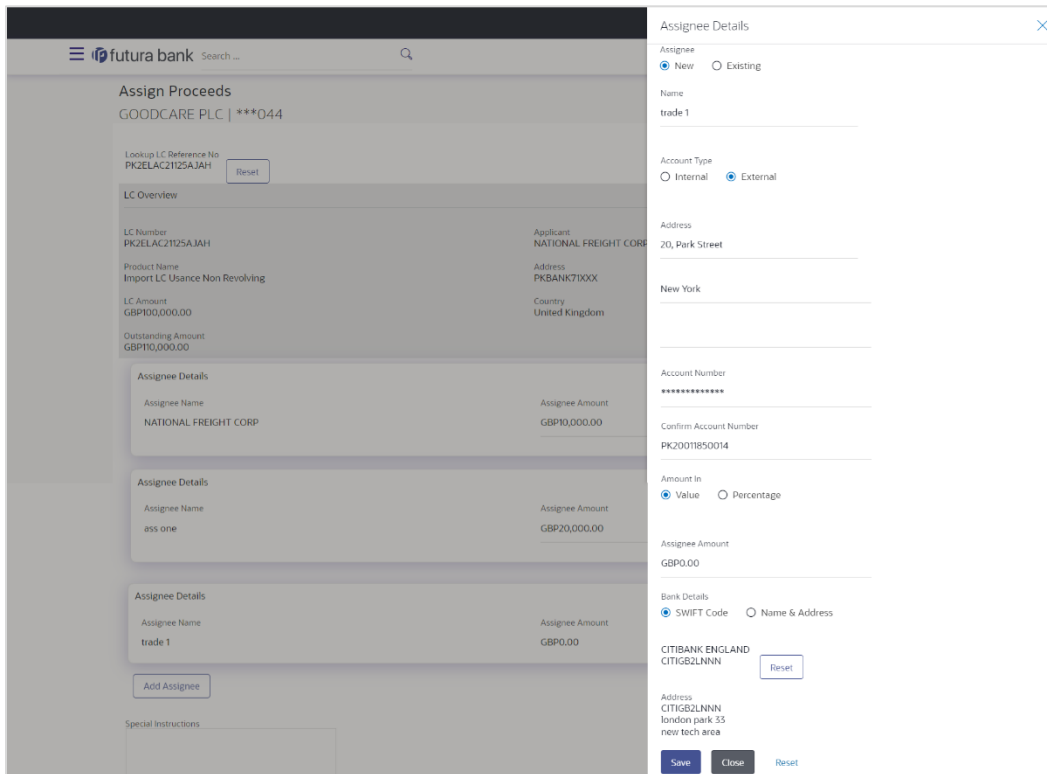 futura bank
Search ...
Assign Proceeds
GOODCARE PLC | ***044
Lookup LC Reference No
PK2ELAC21125AJAH
Reset
LC Overview
LC Number
PK2ELAC21125AJAH
Applicant
NATIONAL FREIGHT CORP
Product Name
Import LC Usance Non Revolving
Address
PKBANK71XXX
LC Amount
GBP100,000.00
Country
United Kingdom
Outstanding Amount
GBP110,000.00
Assignee Details
Assignee Name
Assignee Amount
NATIONAL FREIGHT CORP
GBP10,000.00
Assignee Details
Assignee Name
Assignee Amount
ass one
GBP20,000.00
Assignee Details
Assignee Name
Assignee Amount
trade 1
GBP0.00
Add Assignee
Special Instructions
Assignee Details
Assignee
New
Existing
Name
trade 1
Account Type
Internal
External
Address
20, Park Street
New York
Account Number
*************
Confirm Account Number
PK20011850014
Amount In
Value
Percentage
Assignee Amount
GBP0.00
Bank Details
SWIFT Code
Name & Address
CITIBANK ENGLAND
CITIGB2LNNN
Reset
Address
CITIGB2LNNN
london park 33
new tech area
Save
Close
Reset